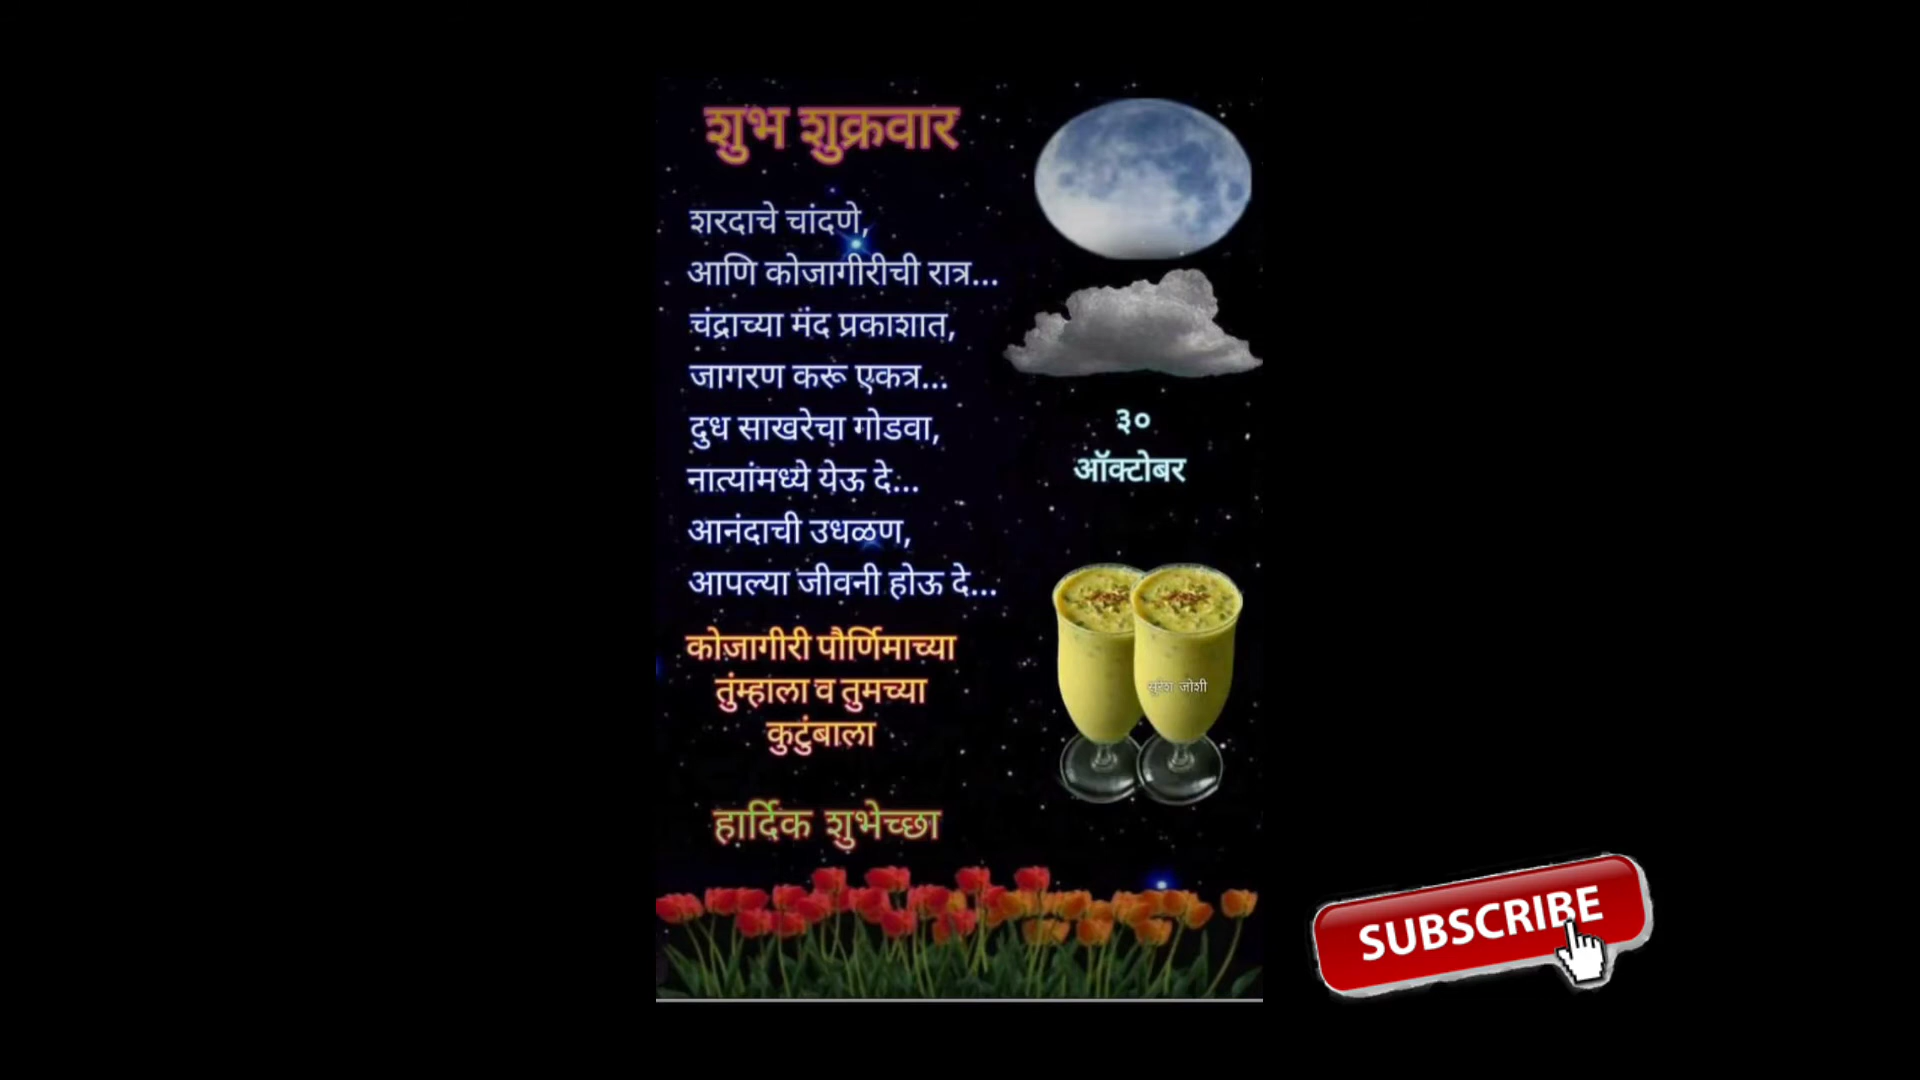 शुभ शुक्रवार
शरदाचे चांदणे,
आणि कोजागीरीची रात्र...
चंद्राच्या मंद प्रकाशात,
जागरण करू एकत्र...
दुध साखरेचा गोडवा,
नात्यांमध्ये येऊ दे...
आनंदाची उधळण,
आपल्या जीवनी होऊ दे...
कोजागीरी पौर्णिमाच्या
तुंम्हाला व तुमच्या
कुटुंबाला
हार्दिक शुभेच्छा
३०
ऑक्टोबर
सुरेश जोशी
SUBSCRIBE